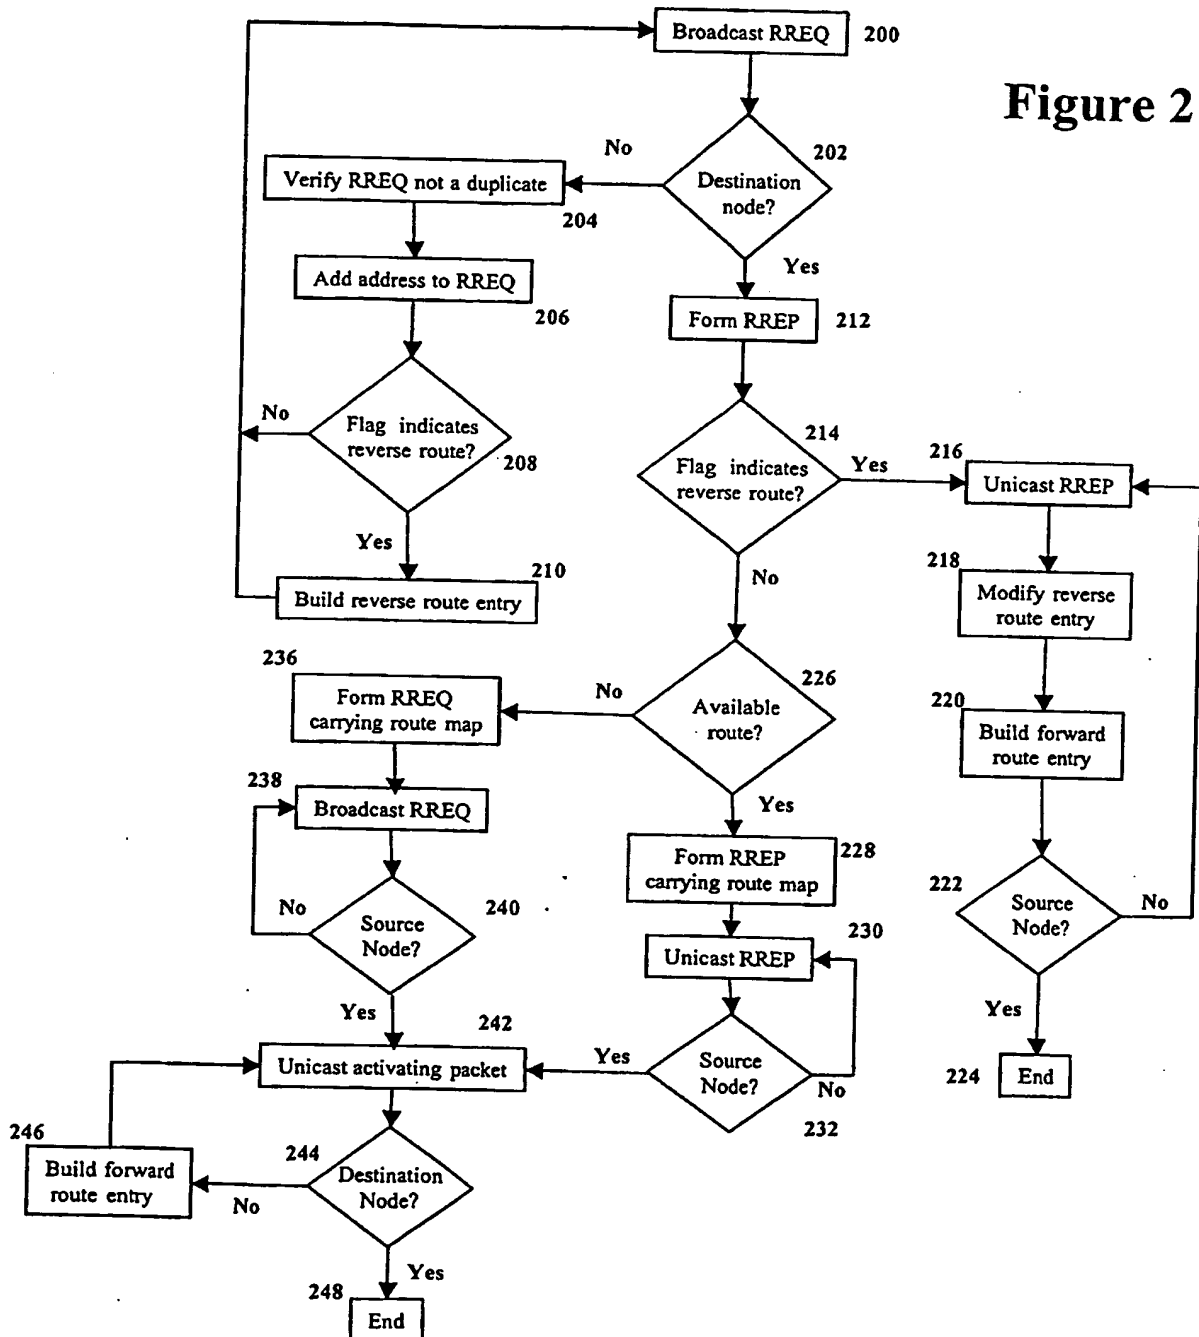 Broadcast RREQ 200
Figure 2
No
202
Destination
node?
Verify RREQ not a duplicate
204
Yes
Add address to RREQ
206
Form RREP 212
No
Flag indicates
reverse route?
208
214
Flag indicates
reverse route?
Yes
216
Unicast RREP
Yes
210
Build reverse route entry
No
218
Modify reverse
route entry
236
Form RREQ
carrying route map
No
226
Available
route?
220
Build forward
route entry
238
Broadcast RREQ
Yes
Form RREP
carrying route map
228
No
Source
Node?
240
230
Unicast RREP
222
Source
Node?
No
Yes
242
Unicast activating packet
Yes
Source
Node?
No
232
Yes
224
End
246
Build forward
route entry
No
244
Destination
Node?
Yes
248
End